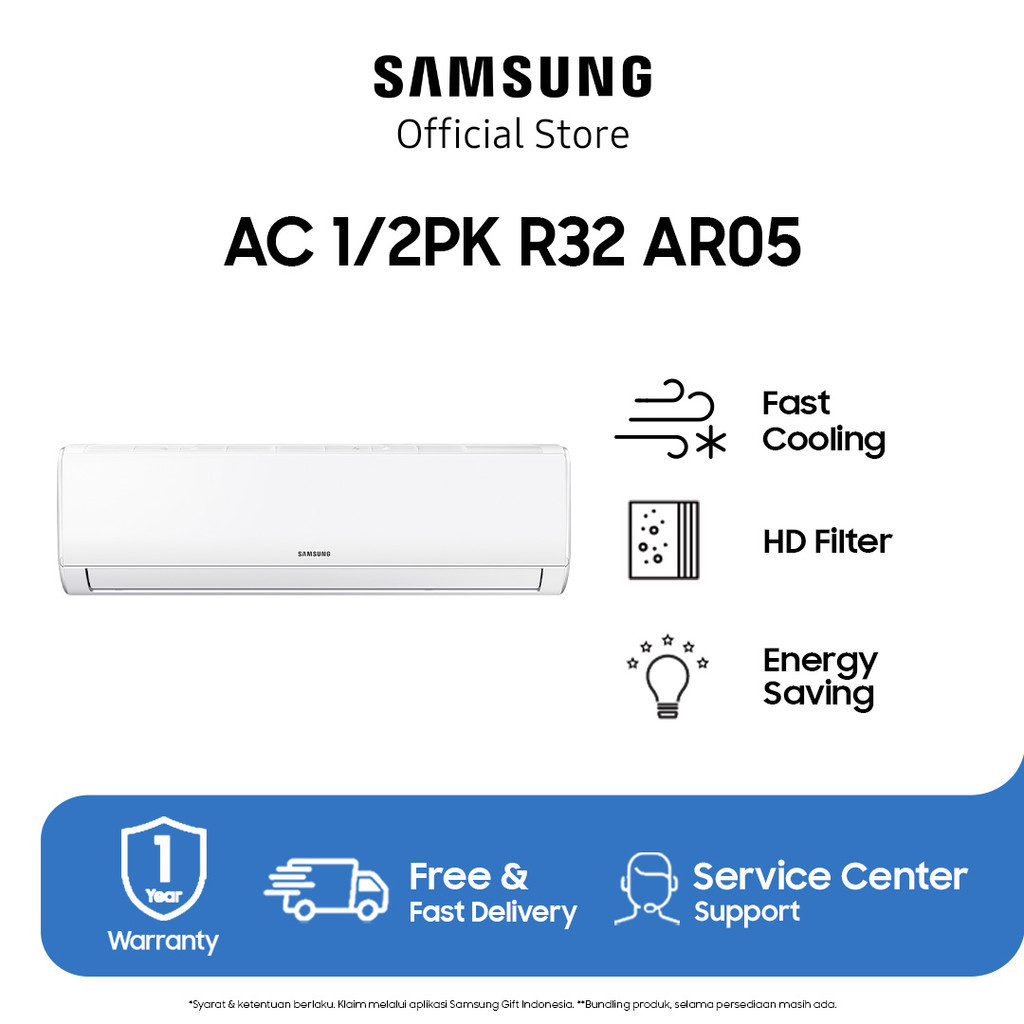 SAMSUNG
Official Store
AC 1/2PK R32 AR05
Fast
Cooling
SAMSUNG
HD Filter
Energy
Saving
1
Year
Warranty
Free &
Fast Delivery
Service Center
Support
*Syarat & ketentuan berlaku. Klaim melalui aplikasi Samsung Gift Indonesia. **Bundling produk, selama persediaan masih ada.